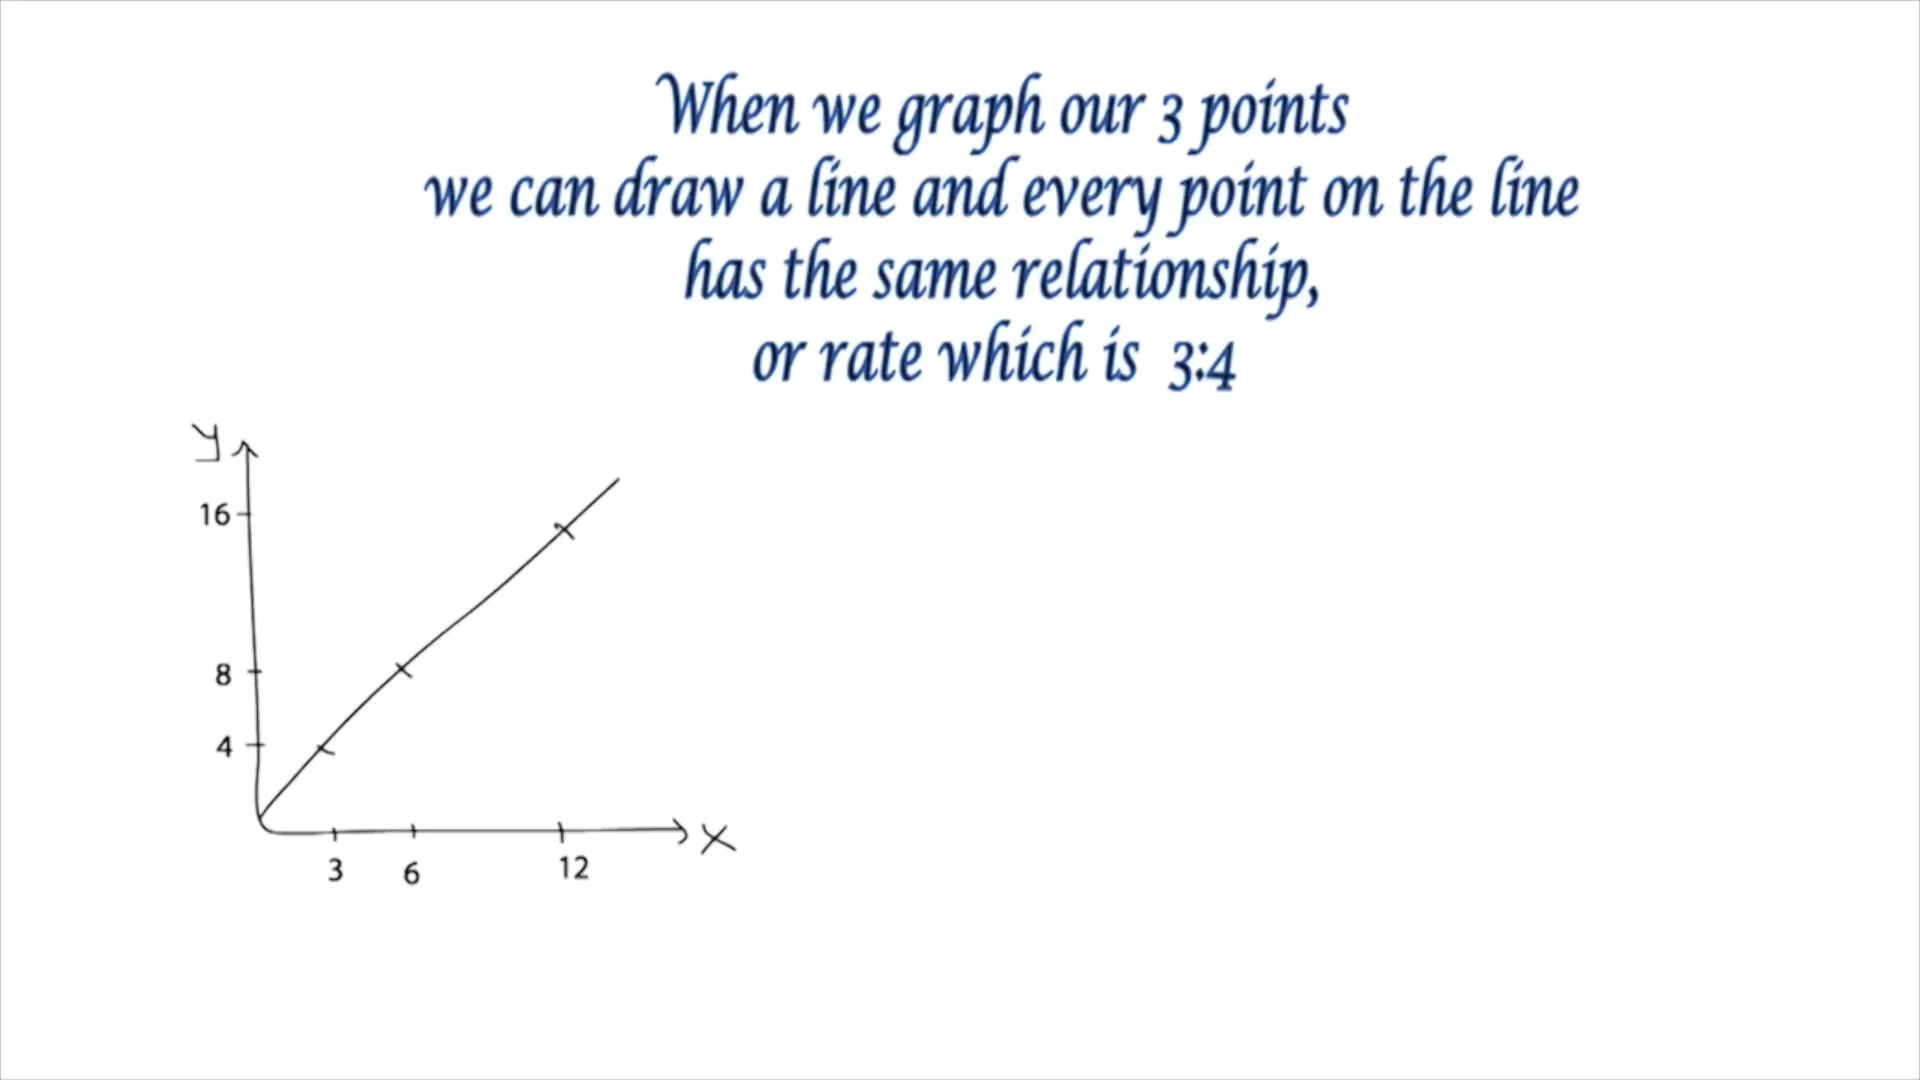 When we graph our 3 points
we can draw a line and every point on the line
has the same relationship,
or rate which is 3:4
y
16
8
4
3
6
12
x